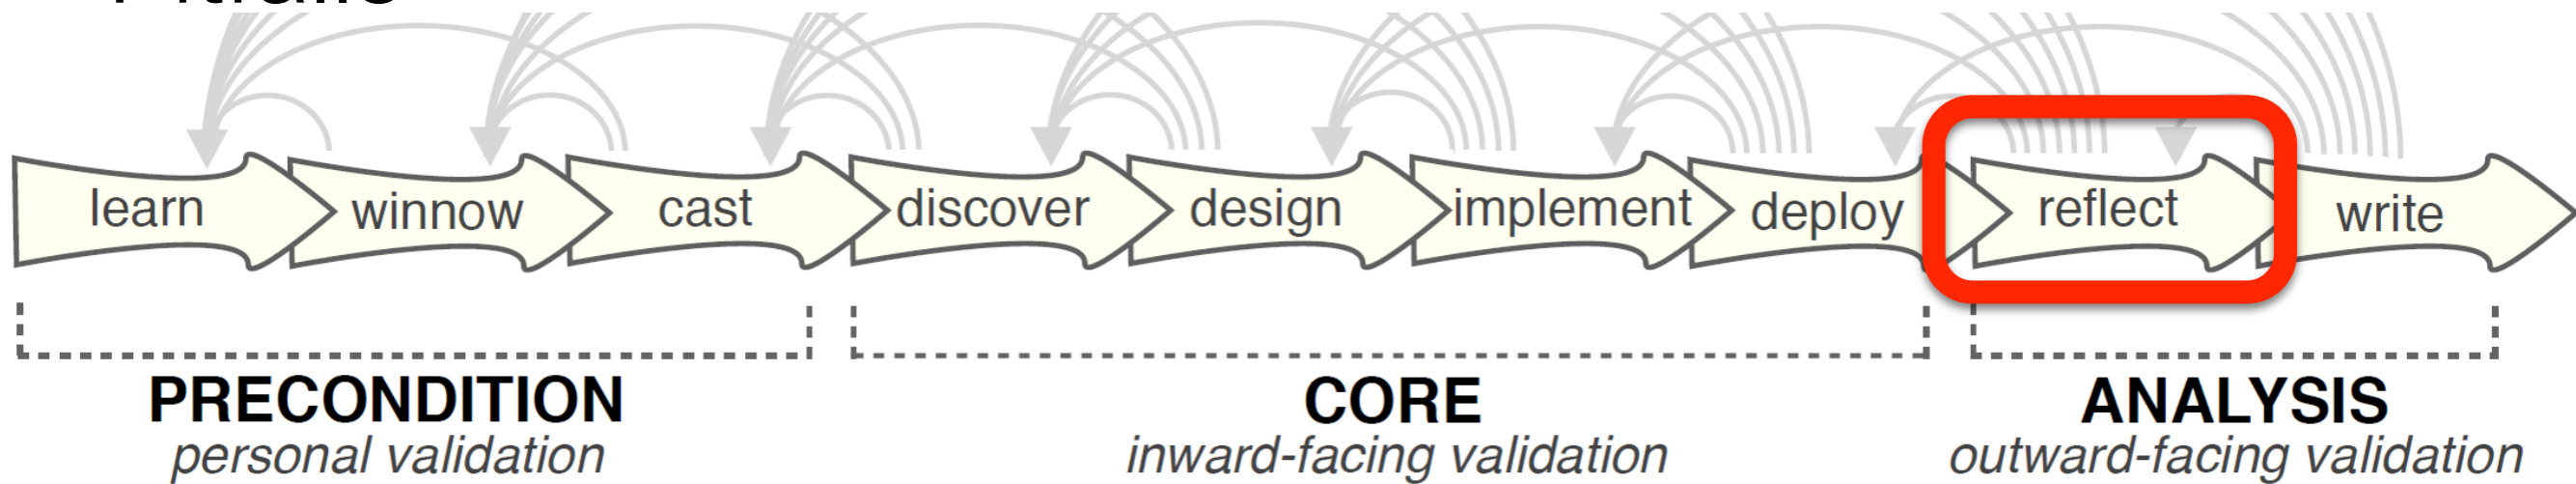 learn winnow cast discover design implement deploy reflect write
PRECONDITION CORE ANALYSIS
personal validation inward-facing validation outward-facing validation